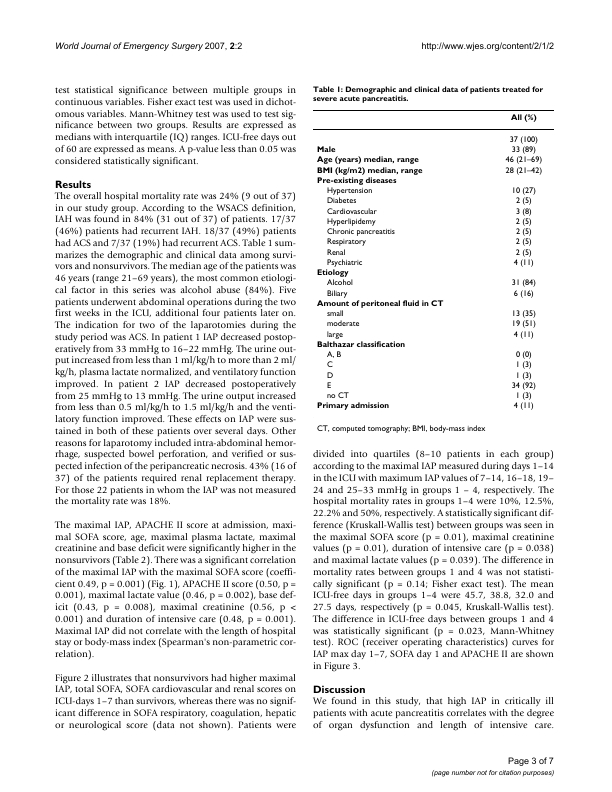 World Journal of Emergency Surgery 2007, 2:2
http://www.wjes.org/content/2/1/2
test statistical significance between multiple groups in
continuous variables. Fisher exact test was used in dichot-
omous variables. Mann-Whitney test was used to test sig-
nificance between two groups. Results are expressed as
medians with interquartile (IQ) ranges. ICU-free days out
of 60 are expressed as means. A p-value less than 0.05 was
considered statistically significant.
Results
The overall hospital mortality rate was 24% (9 out of 37)
in our study group. According to the WSACS definition,
IAH was found in 84% (31 out of 37) of patients. 17/37
(46%) patients had recurrent IAH. 18/37 (49%) patients
had ACS and 7/37 (19%) had recurrent ACS. Table 1 sum-
marizes the demographic and clinical data among survi-
vors and nonsurvivors. The median age of the patients was
46 years (range 21–69 years), the most common etiologi-
cal factor in this series was alcohol abuse (84%). Five
patients underwent abdominal operations during the two
first weeks in the ICU, additional four patients later on.
The indication for two of the laparotomies during the
study period was ACS. In patient 1 IAP decreased postop-
eratively from 33 mmHg to 16–22 mmHg. The urine out-
put increased from less than 1 ml/kg/h to more than 2 ml/
kg/h, plasma lactate normalized, and ventilatory function
improved. In patient 2 IAP decreased postoperatively
from 25 mmHg to 13 mmHg. The urine output increased
from less than 0.5 ml/kg/h to 1.5 ml/kg/h and the venti-
latory function improved. These effects on IAP were sus-
tained in both of these patients over several days. Other
reasons for laparotomy included intra-abdominal hemor-
rhage, suspected bowel perforation, and verified or sus-
pected infection of the peripancreatic necrosis. 43% (16 of
37) of the patients required renal replacement therapy.
For those 22 patients in whom the IAP was not measured
the mortality rate was 18%.
The maximal IAP, APACHE II score at admission, maxi-
mal SOFA score, age, maximal plasma lactate, maximal
creatinine and base deficit were significantly higher in the
nonsurvivors (Table 2). There was a significant correlation
of the maximal IAP with the maximal SOFA score (coeffi-
cient 0.49, p = 0.001) (Fig. 1), APACHE II score (0.50, p =
0.001), maximal lactate value (0.46, p = 0.002), base def-
icit (0.43, p = 0.008), maximal creatinine (0.56, p <
0.001) and duration of intensive care (0.48, p = 0.001).
Maximal IAP did not correlate with the length of hospital
stay or body-mass index (Spearman's non-parametric cor-
relation).
Figure 2 illustrates that nonsurvivors had higher maximal
IAP, total SOFA, SOFA cardiovascular and renal scores on
ICU-days 1–7 than survivors, whereas there was no signif-
icant difference in SOFA respiratory, coagulation, hepatic
or neurological score (data not shown). Patients were
Table 1: Demographic and clinical data of patients treated for
severe acute pancreatitis.
All (%)
37 (100)
Male 33 (89)
Age (years) median, range 46 (21–69)
BMI (kg/m2) median, range 28 (21–42)
Pre-existing diseases
Hypertension 10 (27)
Diabetes 2 (5)
Cardiovascular 3 (8)
Hyperlipidemy 2 (5)
Chronic pancreatitis 2 (5)
Respiratory 2 (5)
Renal 2 (5)
Psychiatric 4 (11)
Etiology
Alcohol 31 (84)
Biliary 6 (16)
Amount of peritoneal fluid in CT
small 13 (35)
moderate 19 (51)
large 4 (11)
Balthazar classification
A, B 0 (0)
C 1 (3)
D 1 (3)
E 34 (92)
no CT 1 (3)
Primary admission 4 (11)
CT, computed tomography; BMI, body-mass index
divided into quartiles (8–10 patients in each group)
according to the maximal IAP measured during days 1–14
in the ICU with maximum IAP values of 7–14, 16–18, 19–
24 and 25–33 mmHg in groups 1 – 4, respectively. The
hospital mortality rates in groups 1–4 were 10%, 12.5%,
22.2% and 50%, respectively. A statistically significant dif-
ference (Kruskall-Wallis test) between groups was seen in
the maximal SOFA score (p = 0.01), maximal creatinine
values (p = 0.01), duration of intensive care (p = 0.038)
and maximal lactate values (p = 0.039). The difference in
mortality rates between groups 1 and 4 was not statisti-
cally significant (p = 0.14; Fisher exact test). The mean
ICU-free days in groups 1–4 were 45.7, 38.8, 32.0 and
27.5 days, respectively (p = 0.045, Kruskall-Wallis test).
The difference in ICU-free days between groups 1 and 4
was statistically significant (p = 0.023, Mann-Whitney
test). ROC (receiver operating characteristics) curves for
IAP max day 1–7, SOFA day 1 and APACHE II are shown
in Figure 3.
Discussion
We found in this study, that high IAP in critically ill
patients with acute pancreatitis correlates with the degree
of organ dysfunction and length of intensive care.
Page 3 of 7
(page number not for citation purposes)